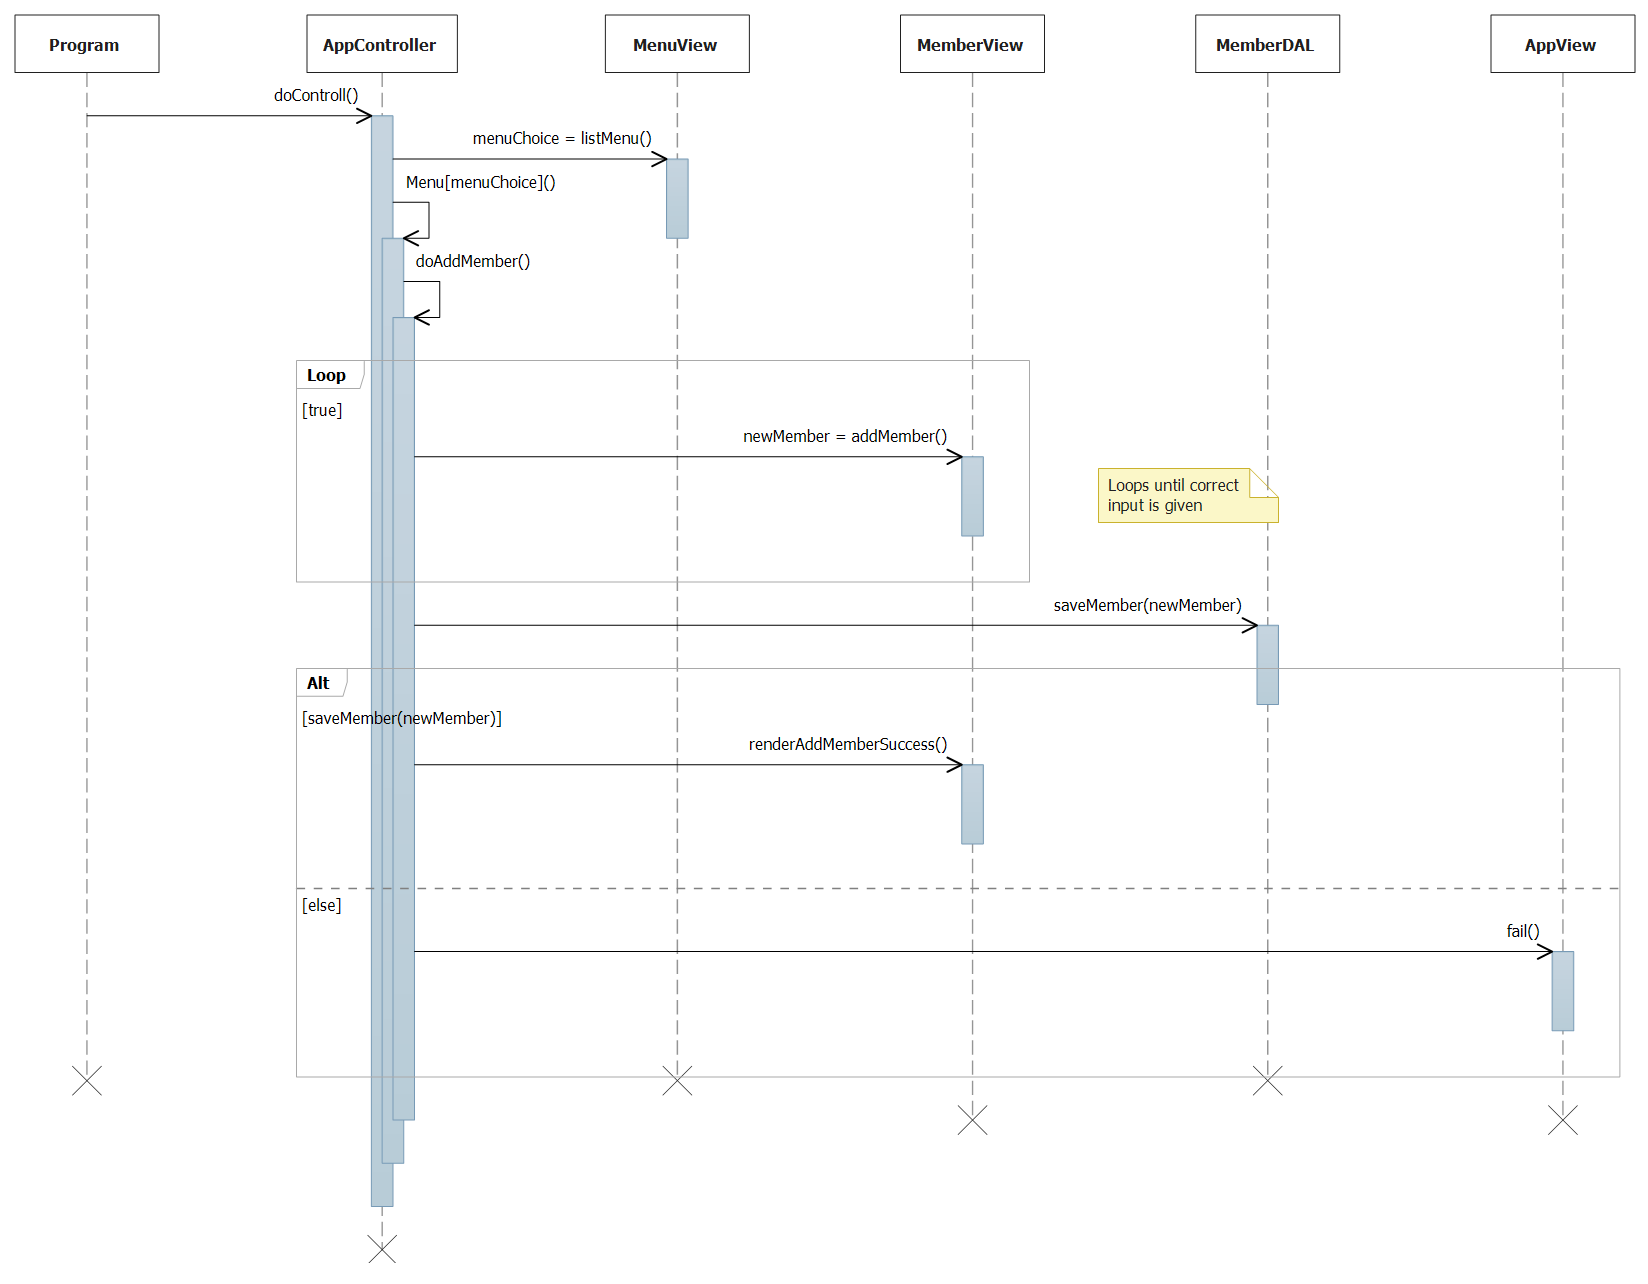 Program
AppController
MenuView
MemberView
MemberDAL
AppView
doControll()
menuChoice = listMenu()
Menu[menuChoice]()
doAddMember()
Loop
[true]
newMember = addMember()
Loops until correct
input is given
saveMember(newMember)
Alt
[saveMember(newMember)]
renderAddMemberSuccess()
[else]
fail()